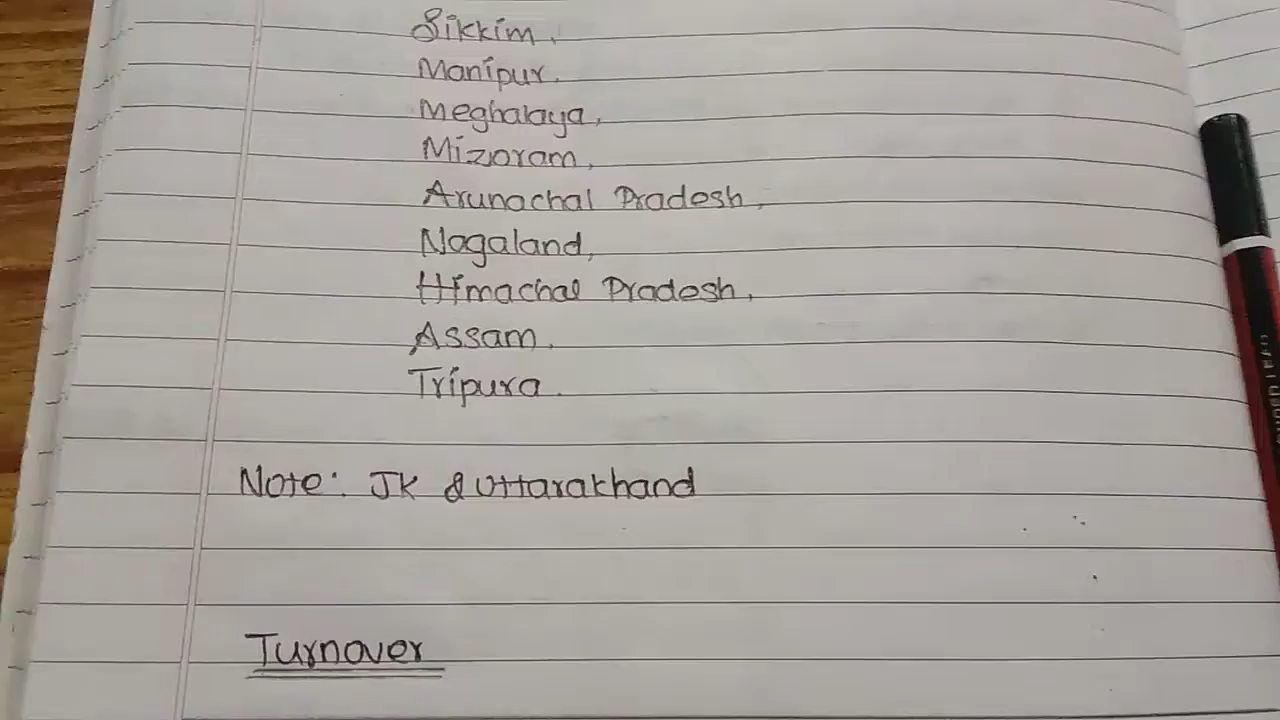 Sikkim,
Manipur,
Meghalaya,
Mizoram,
Arunachal Pradesh,
Nagaland,
Himachal Pradesh,
Assam,
Tripura.
Note: JK & Uttarakhand
Turnover